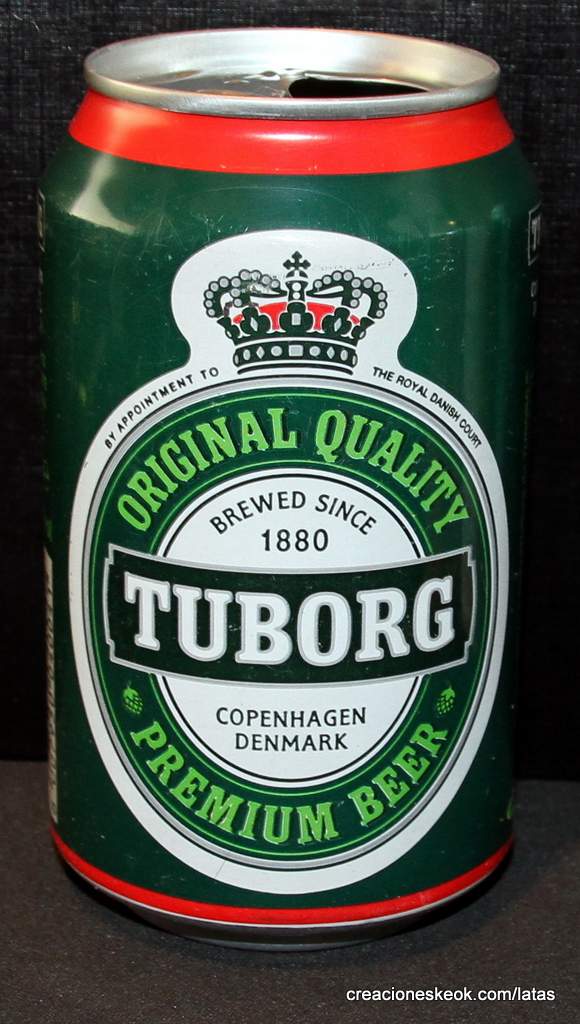 BY APPOINTMENT TO THE ROYAL DANISH COURT
ORIGINAL QUALITY
BREWED SINCE
1880
TUBORG
COPENHAGEN
DENMARK
PREMIUM BEER
creacioneskeok.com/latas